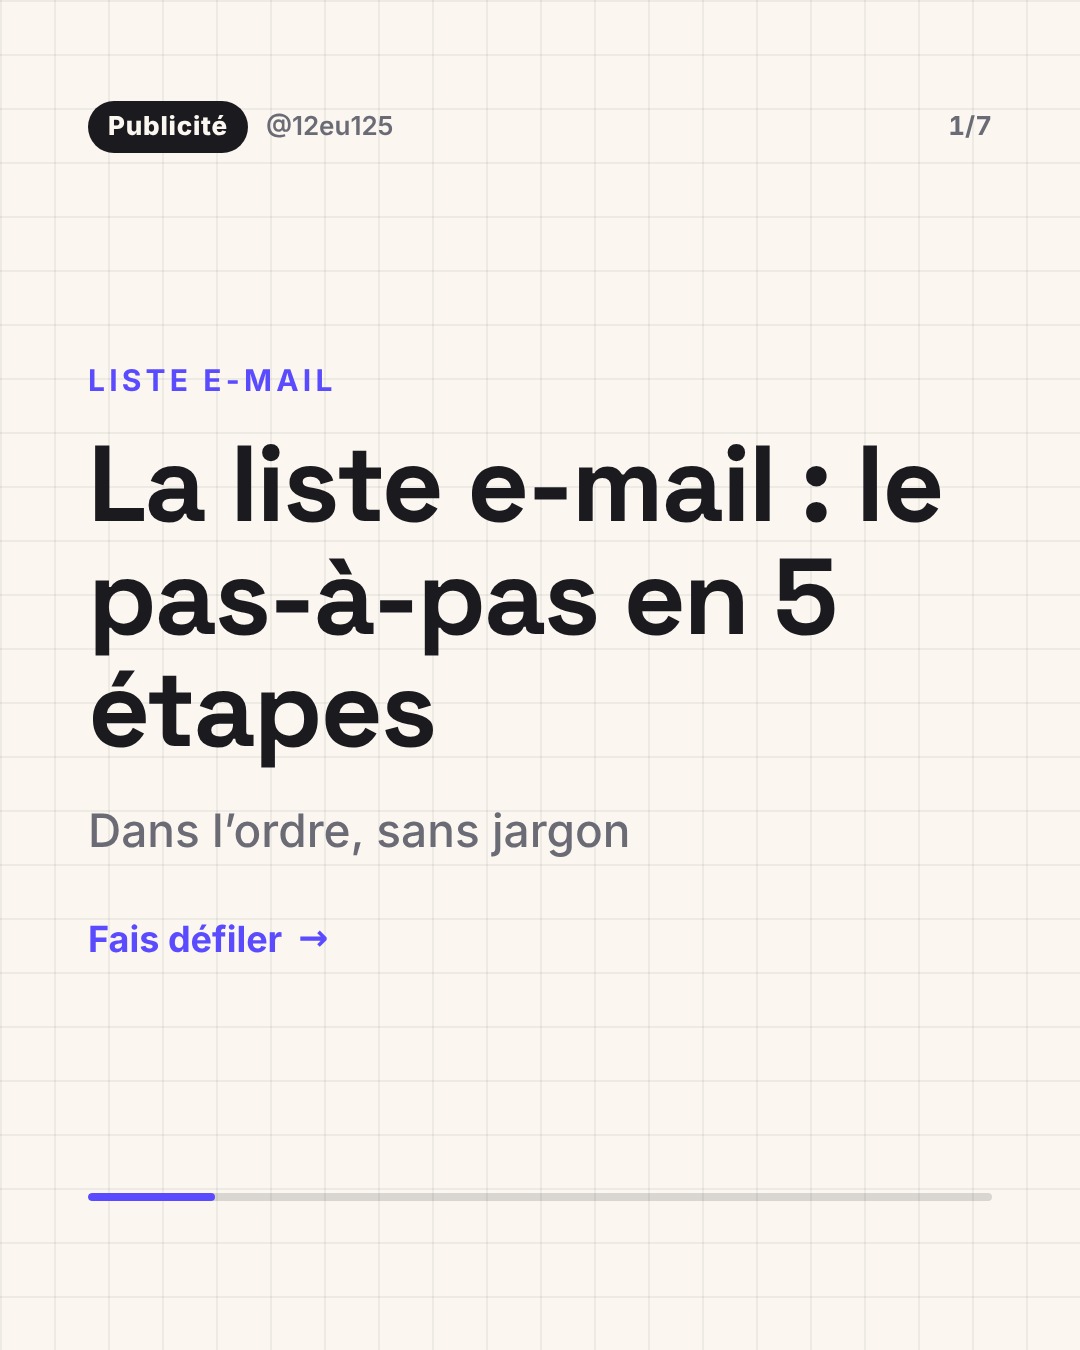 Publicité @12eu125 1/7
LISTE E-MAIL
La liste e-mail : le
pas-à-pas en 5
étapes
Dans l’ordre, sans jargon
Fais défiler →